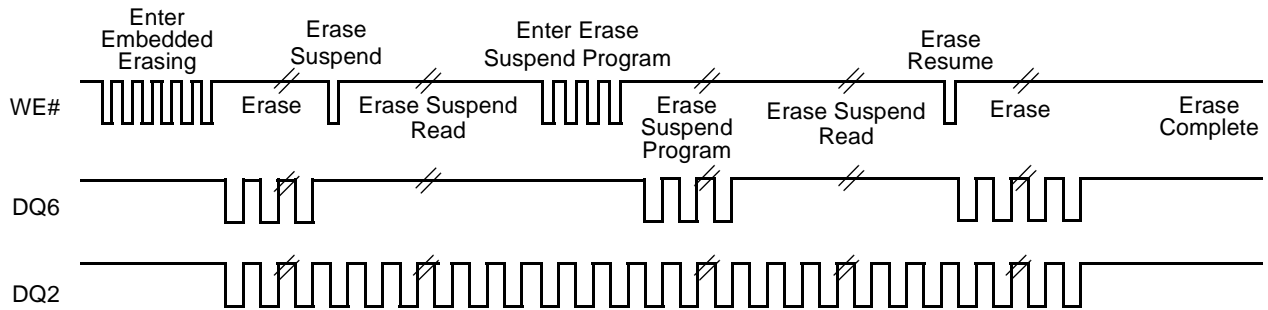 Enter
Embedded
Erasing
Erase
Suspend
Enter Erase
Suspend Program
Erase
Resume
WE#
Erase
Erase Suspend
Read
Erase
Suspend
Program
Erase Suspend
Read
Erase
Erase
Complete
DQ6
DQ2